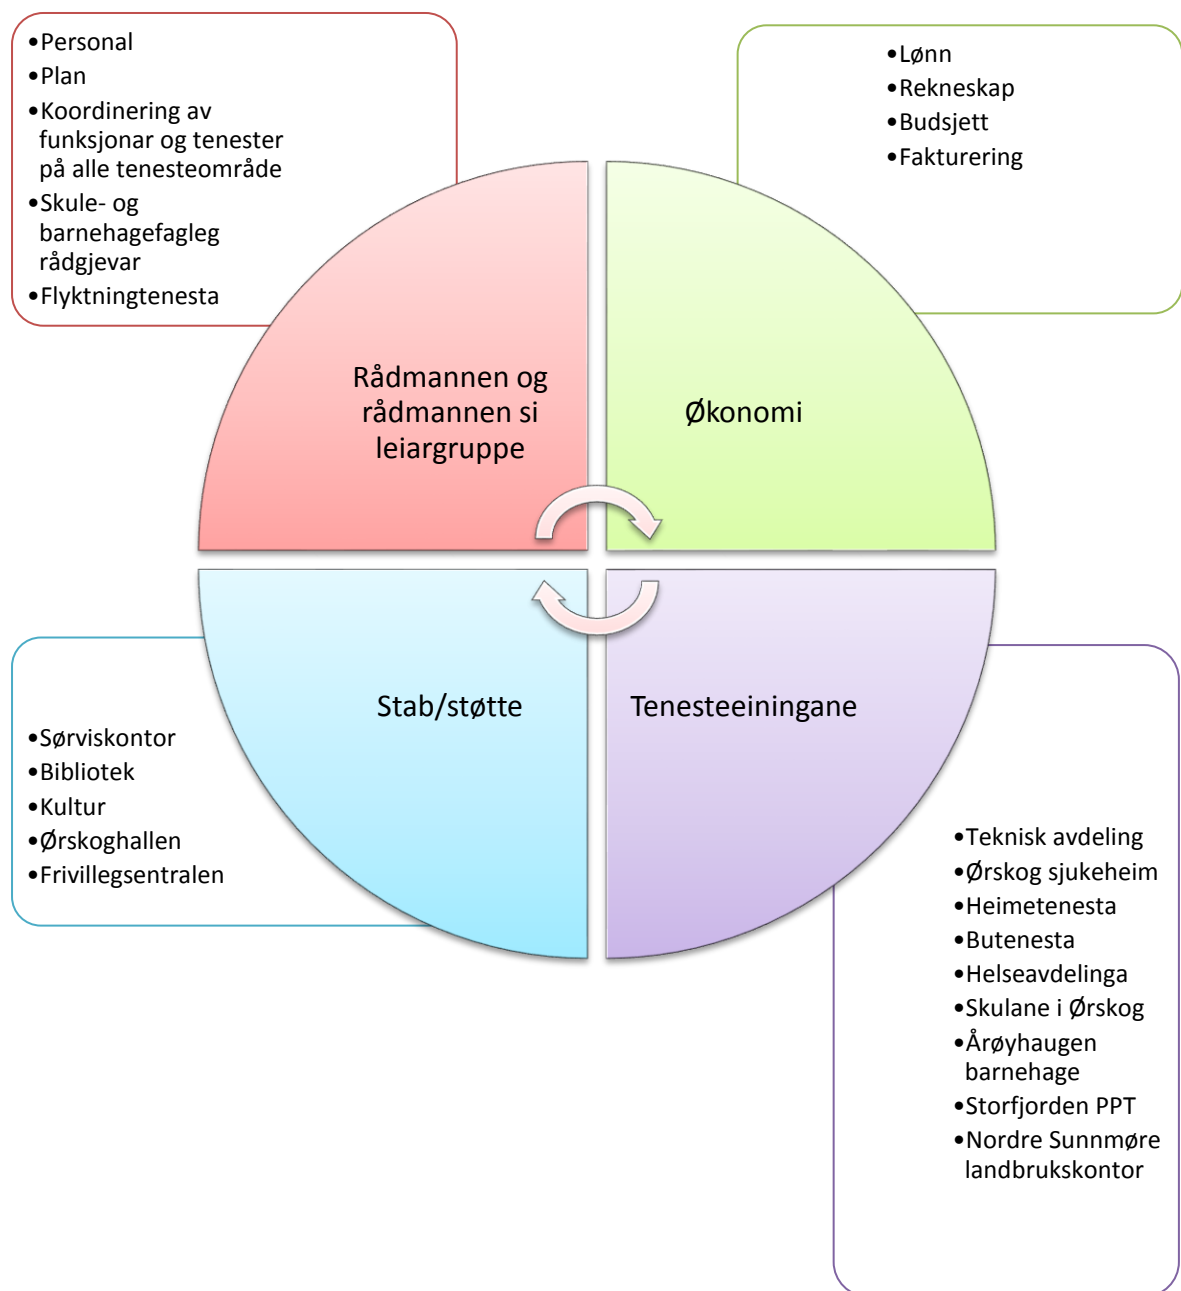 •Personal
•Plan
•Koordinering av
funksjonar og tenester
på alle tenesteområde
•Skule- og
barnehagefagleg
rådgjevar
•Flyktningtenesta
•Lønn
•Rekneskap
•Budsjett
•Fakturering
Rådmannen og
rådmannen si
leiargruppe
Økonomi
Stab/støtte
Tenesteeiningane
•Sørviskontor
•Bibliotek
•Kultur
•Ørskoghallen
•Frivillegsentralen
•Teknisk avdeling
•Ørskog sjukeheim
•Heimetenesta
•Butenesta
•Helseavdelinga
•Skulane i Ørskog
•Årøyhaugen
barnehage
•Storfjorden PPT
•Nordre Sunnmøre
landbrukskontor